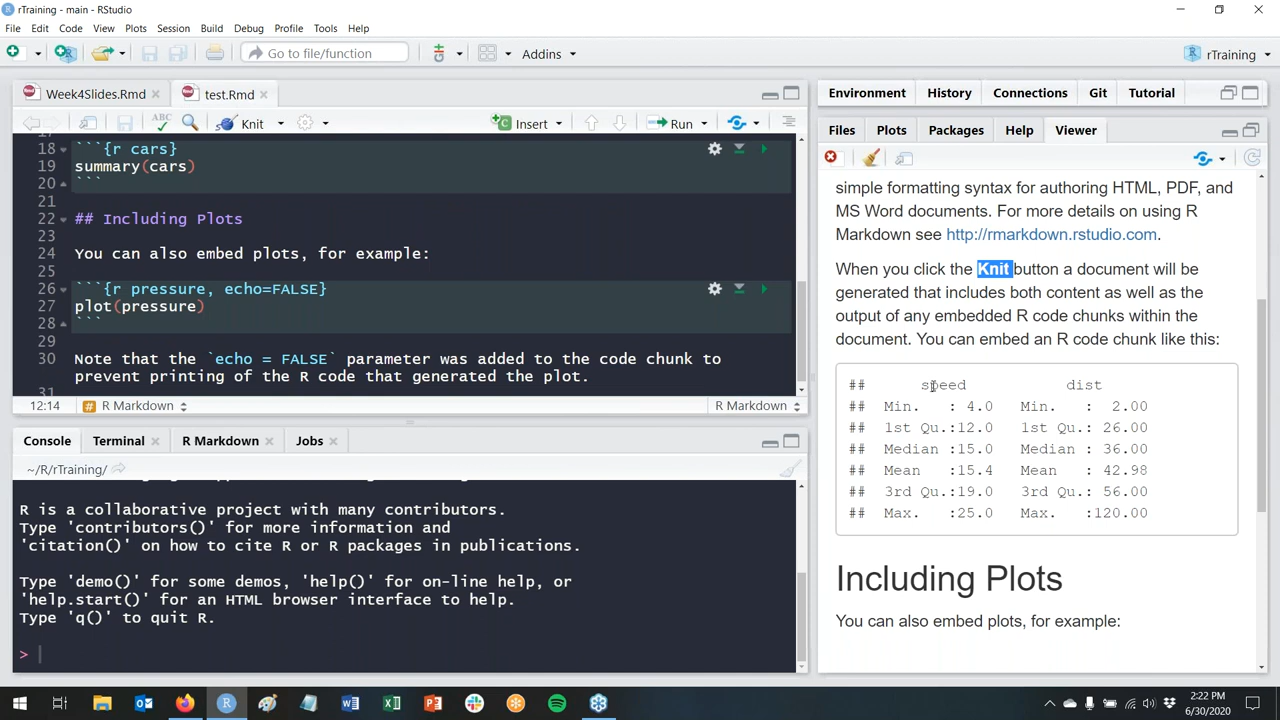 rTraining - main - RStudio
File Edit Code View Plots Session Build Debug Profile Tools Help
Go to file/function
Addins
rTraining
Week4Slides.Rmd
test.Rmd
ABC
Knit
Insert
Run
17
18 ```{r cars}
19 summary(cars)
20 ```
21
22 ## Including Plots
23
24 You can also embed plots, for example:
25
26 ```{r pressure, echo=FALSE}
27 plot(pressure)
28 ```
29
30 Note that the `echo = FALSE` parameter was added to the code chunk to
prevent printing of the R code that generated the plot.
31
12:14 # R Markdown R Markdown
Console Terminal R Markdown Jobs
~/R/rTraining/
R is a collaborative project with many contributors.
Type 'contributors()' for more information and
'citation()' on how to cite R or R packages in publications.
Type 'demo()' for some demos, 'help()' for on-line help, or
'help.start()' for an HTML browser interface to help.
Type 'q()' to quit R.
>
Environment History Connections Git Tutorial
Files Plots Packages Help Viewer
simple formatting syntax for authoring HTML, PDF, and
MS Word documents. For more details on using R
Markdown see http://rmarkdown.rstudio.com.
When you click the Knit button a document will be
generated that includes both content as well as the
output of any embedded R code chunks within the
document. You can embed an R code chunk like this:
## speed dist
## Min. : 4.0 Min. : 2.00
## 1st Qu.:12.0 1st Qu.: 26.00
## Median :15.0 Median : 36.00
## Mean :15.4 Mean : 42.98
## 3rd Qu.:19.0 3rd Qu.: 56.00
## Max. :25.0 Max. :120.00
Including Plots
You can also embed plots, for example:
2:22 PM
6/30/2020